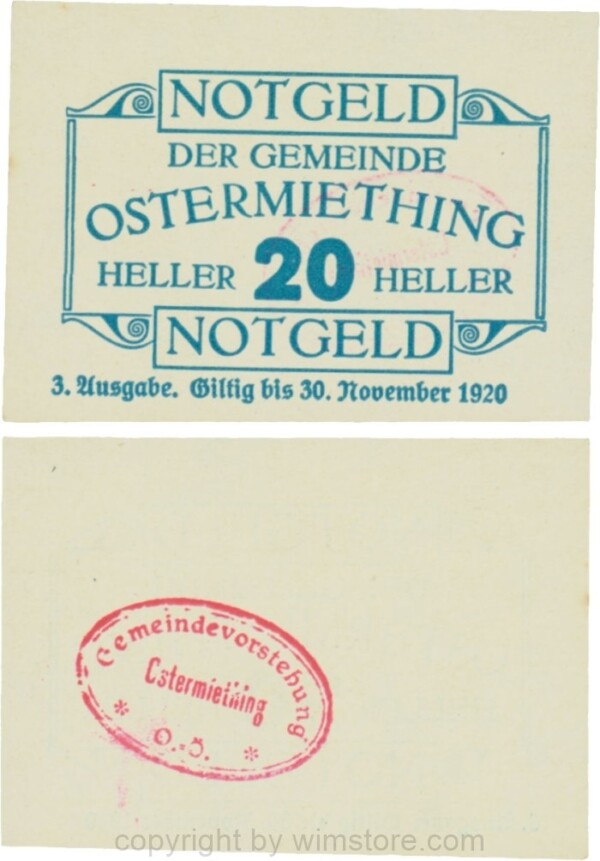 NOTGELD
DER GEMEINDE
OSTERMIETHING
HELLER 20 HELLER
NOTGELD
3. Ausgabe. Giltig bis 30. November 1920
Gemeindevorstehung
Ostermiething
* O.-Ö. *
copyright by wimstore.com